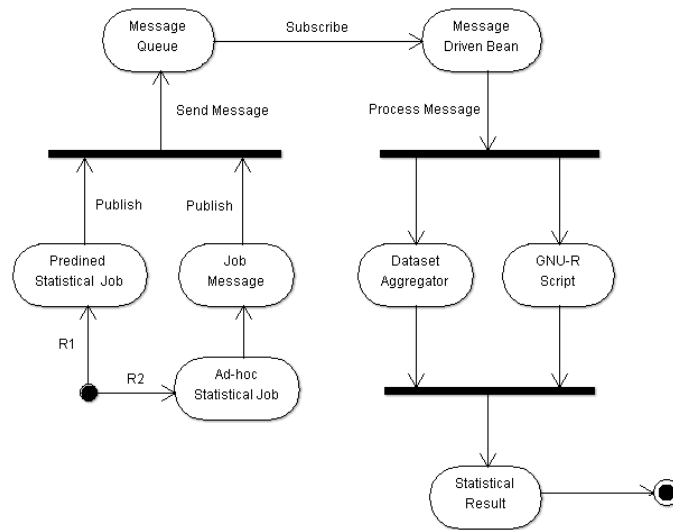 Message
Queue
Subscribe
Message
Driven Bean
Send Message
Process Message
Publish
Publish
Predined
Statistical Job
Job
Message
Dataset
Aggregator
GNU-R
Script
R1
R2
Ad-hoc
Statistical Job
Statistical
Result